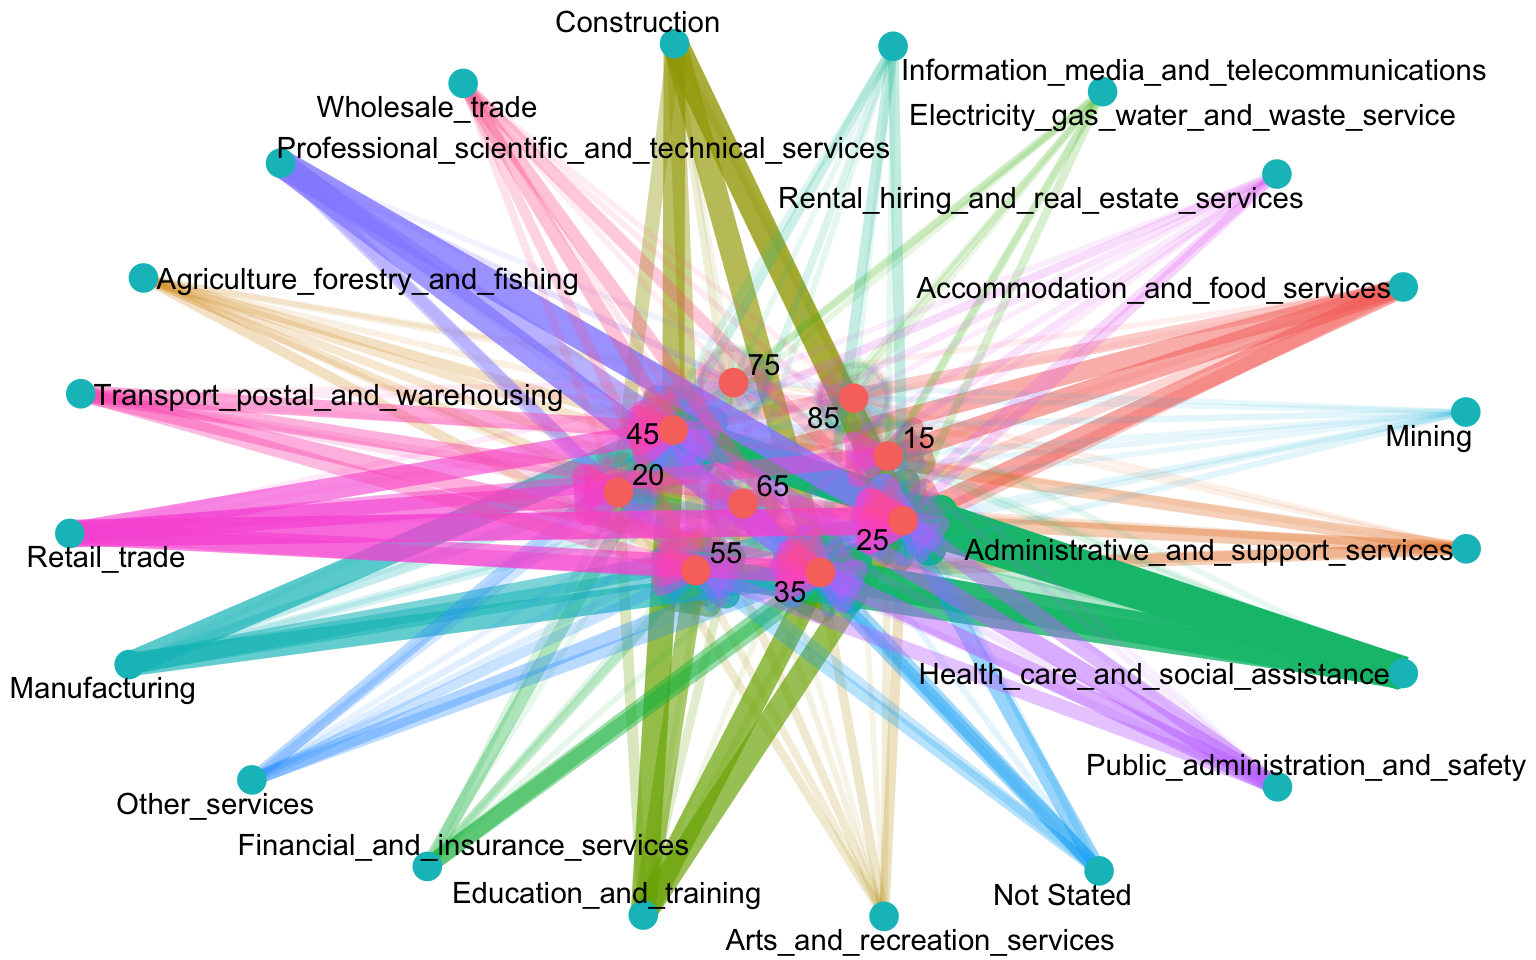 Construction
Information_media_and_telecommunications
Wholesale_trade
Electricity_gas_water_and_waste_service
Professional_scientific_and_technical_services
Rental_hiring_and_real_estate_services
Agriculture_forestry_and_fishing
Accommodation_and_food_services
75
Transport_postal_and_warehousing
85
45
15
Mining
20
65
25
Retail_trade
55
Administrative_and_support_services
35
Health_care_and_social_assistance
Manufacturing
Public_administration_and_safety
Other_services
Financial_and_insurance_services
Education_and_training
Not Stated
Arts_and_recreation_services